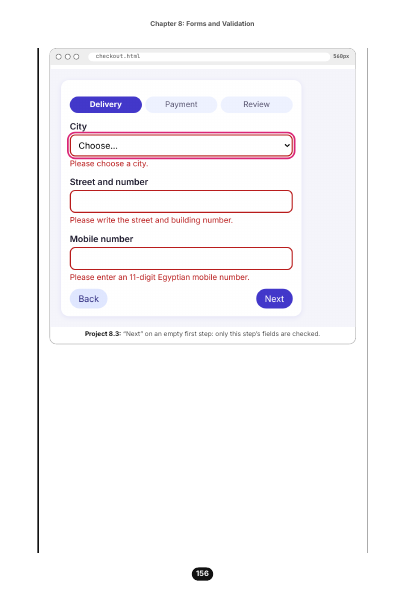 Chapter 8: Forms and Validation
checkout.html
560px
Delivery
Payment
Review
City
Choose...
Please choose a city.
Street and number
Please write the street and building number.
Mobile number
Please enter an 11-digit Egyptian mobile number.
Back
Next
Project 8.3: "Next" on an empty first step: only this step's fields are checked.
156